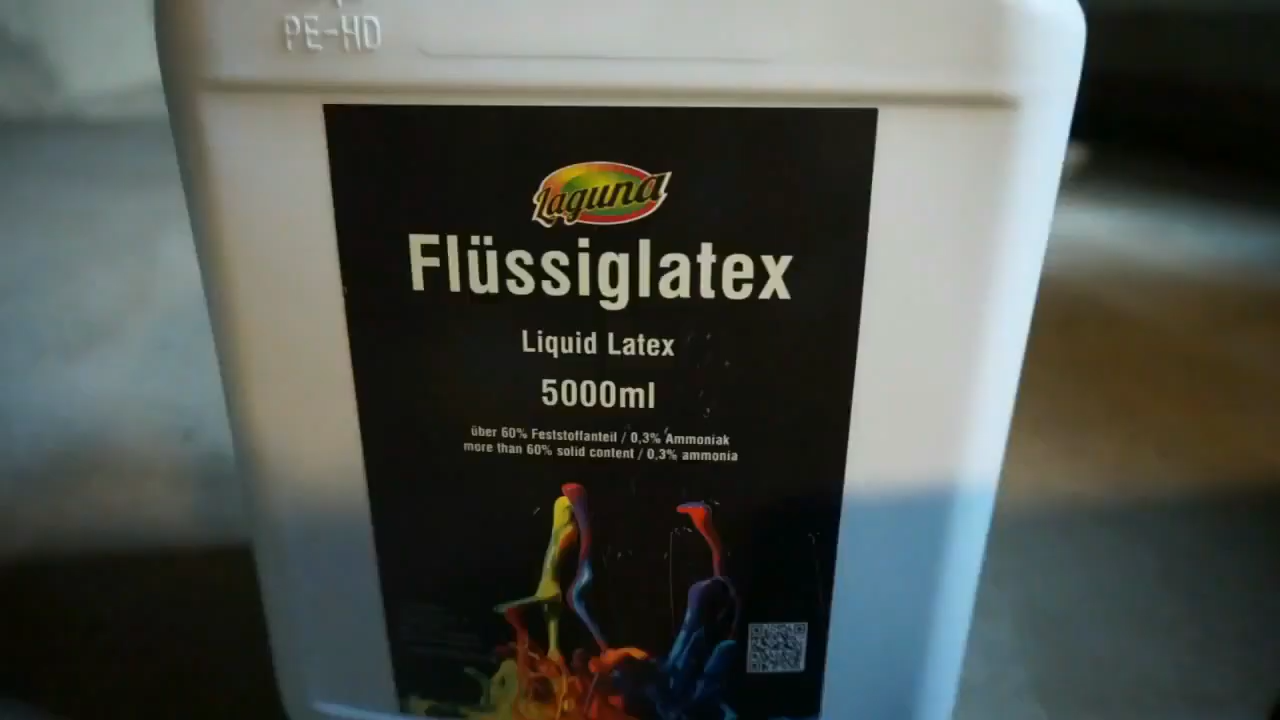 PE-HD
Laguna
Flüssiglatex
Liquid Latex
5000ml
über 60% Feststoffanteil / 0,3% Ammoniak
more than 60% solid content / 0,3% ammonia